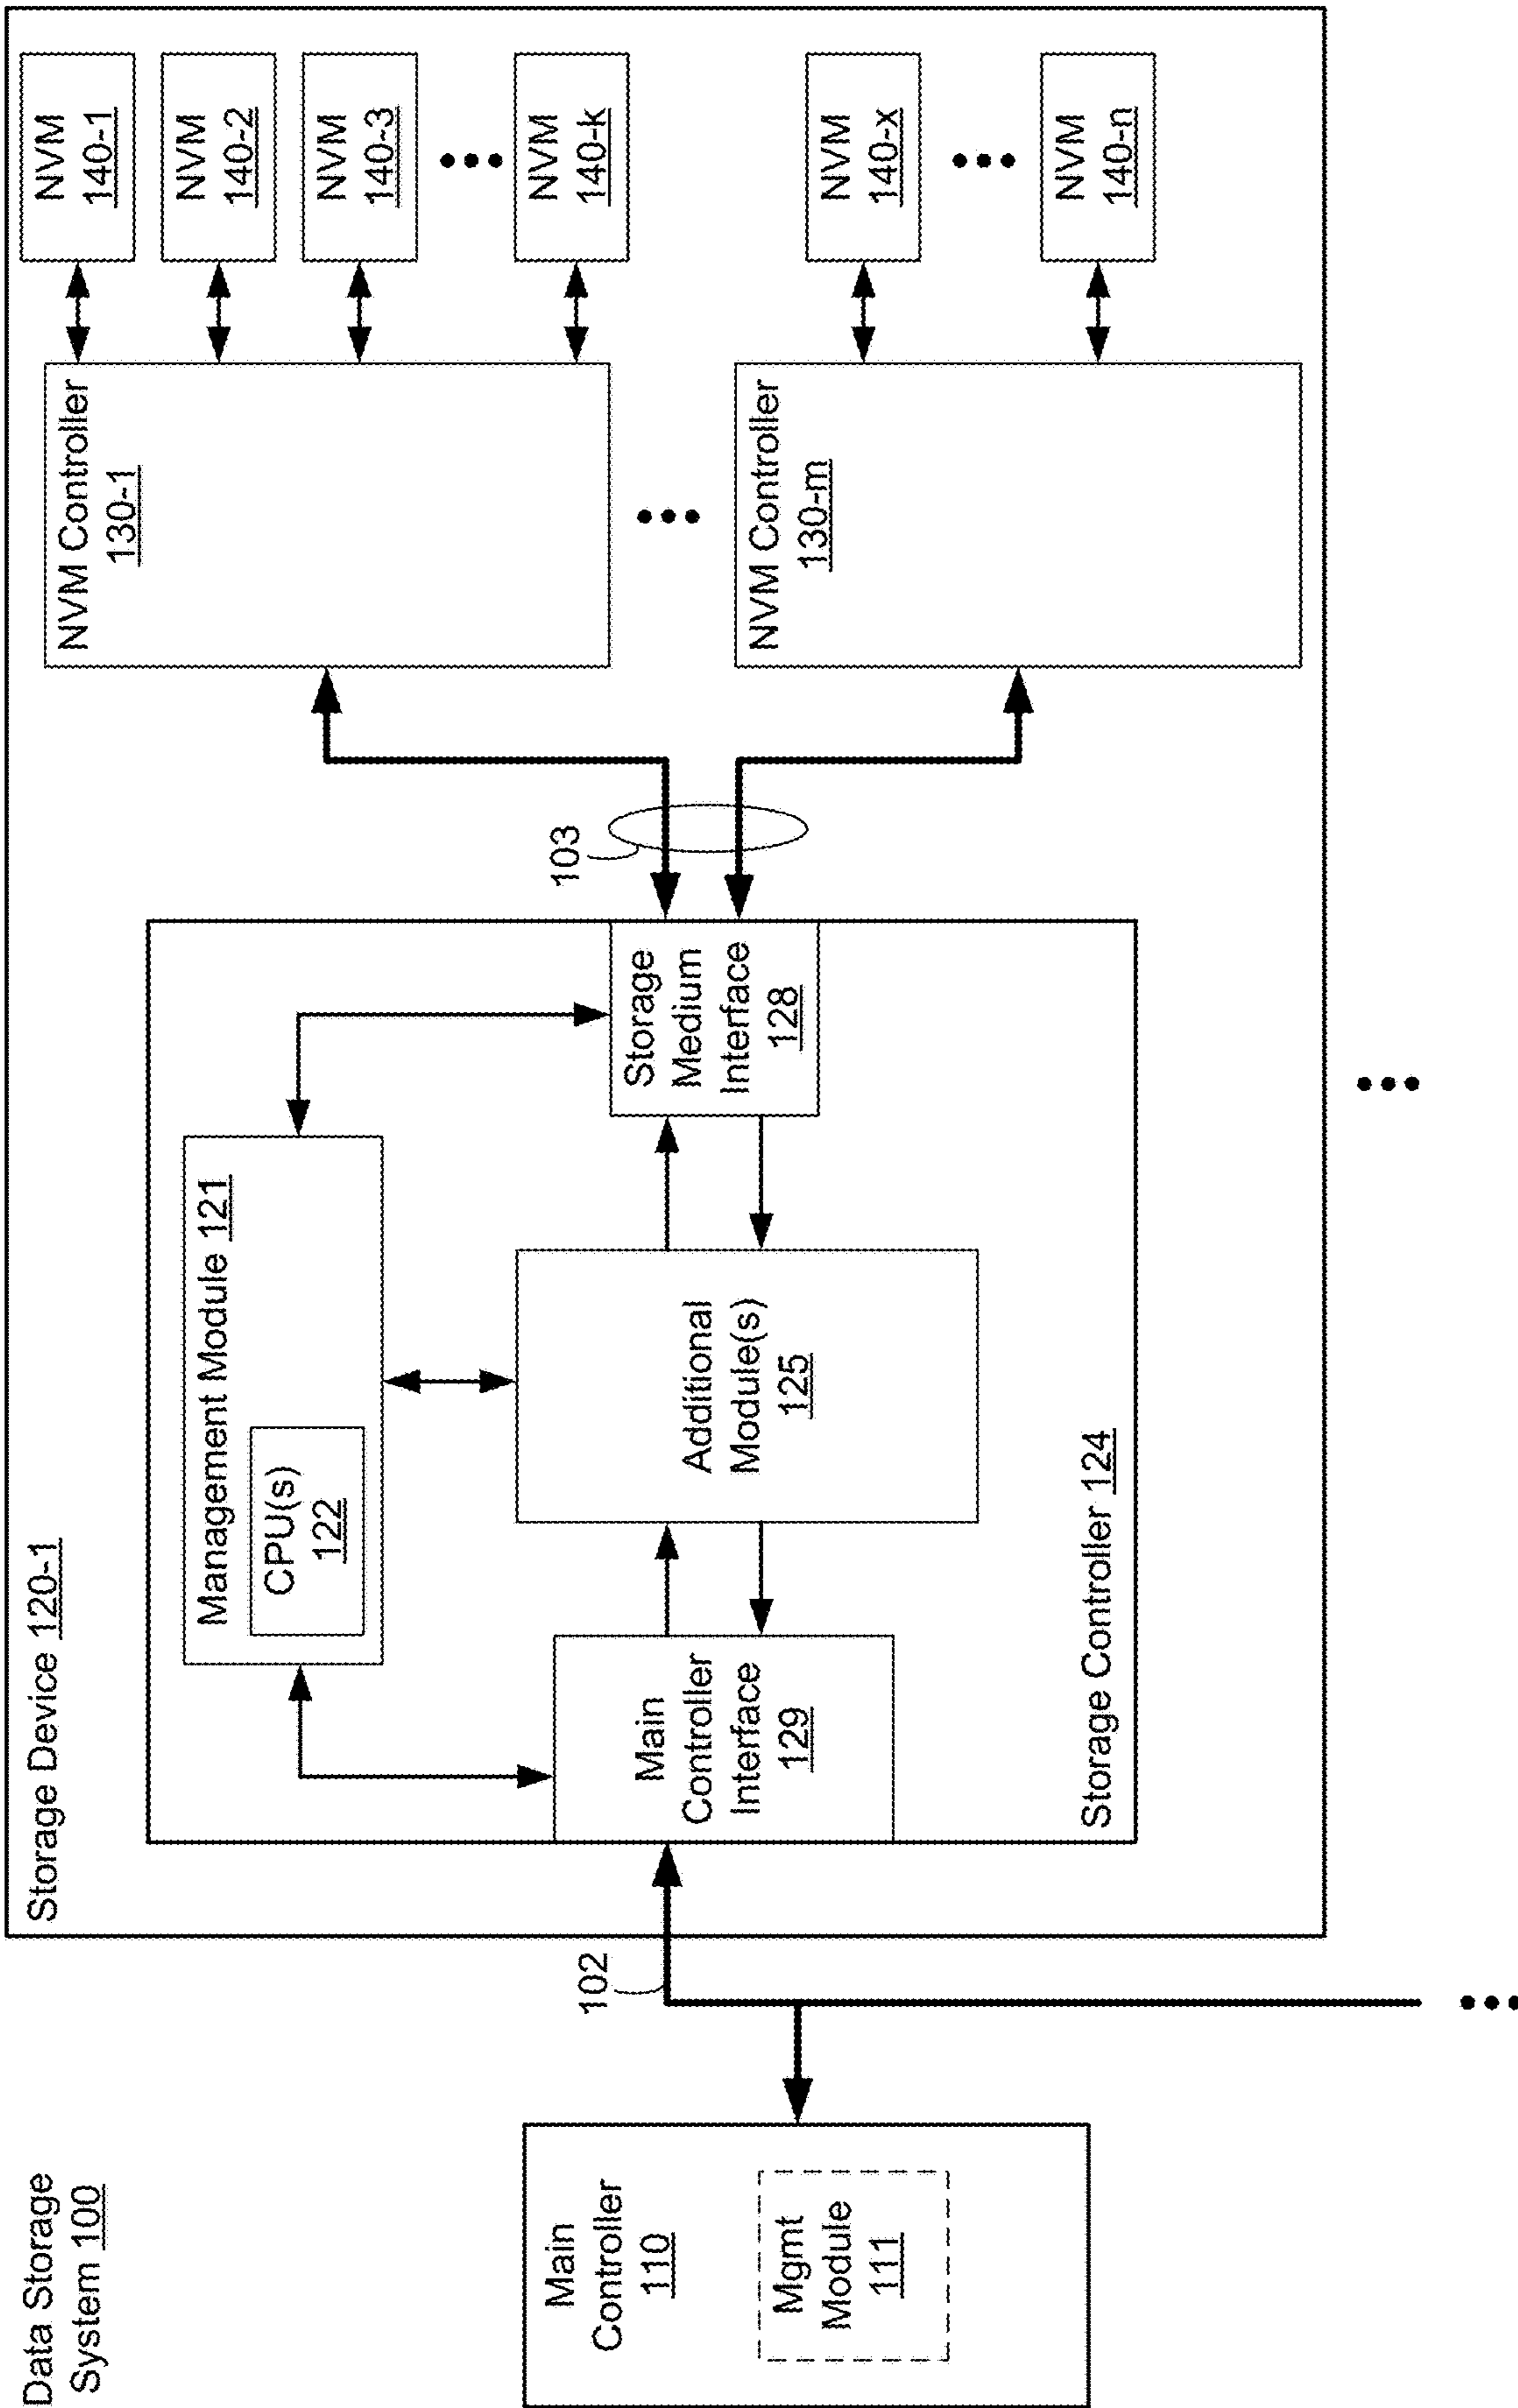 Data Storage
System 100
Main
Controller
110
Mgmt
Module
111
102
Storage Device 120-1
Management Module 121
CPU(s)
122
Main
Controller
Interface
129
Additional
Module(s)
125
Storage
Medium
Interface
128
Storage Controller 124
103
NVM Controller
130-1
NVM Controller
130-m
NVM
140-1
NVM
140-2
NVM
140-3
NVM
140-k
NVM
140-x
NVM
140-n